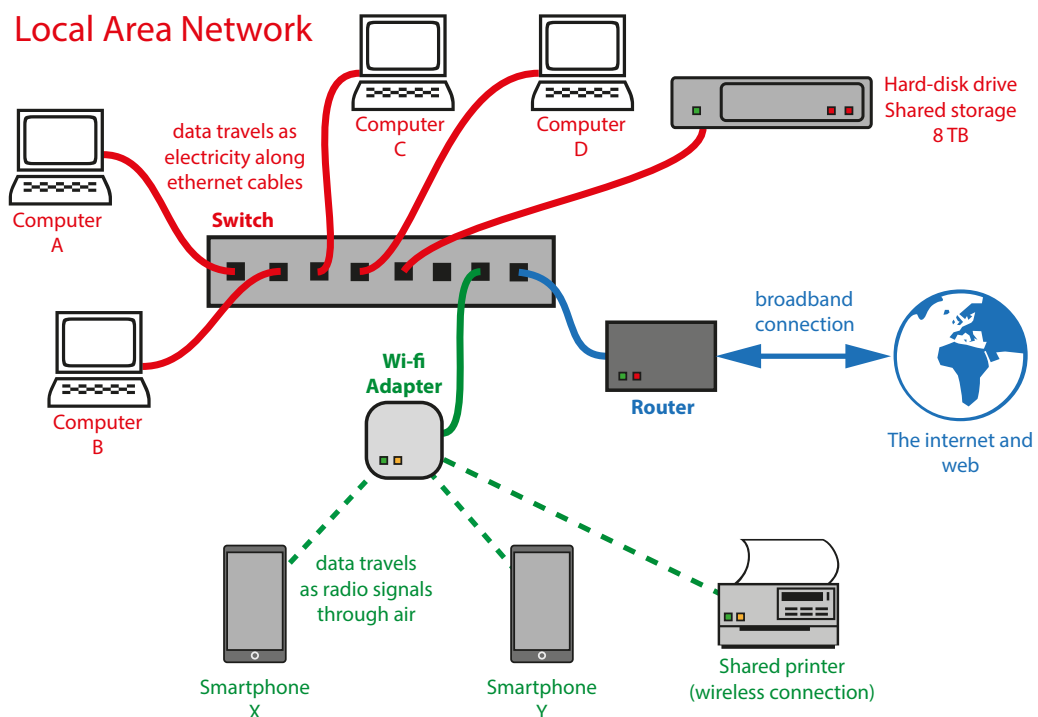 Local Area Network
Computer
A
data travels as
electricity along
ethernet cables
Computer
C
Computer
D
Hard-disk drive
Shared storage
8 TB
Switch
Computer
B
Wi-fi
Adapter
Router
broadband
connection
The internet and
web
data travels
as radio signals
through air
Smartphone
X
Smartphone
Y
Shared printer
(wireless connection)